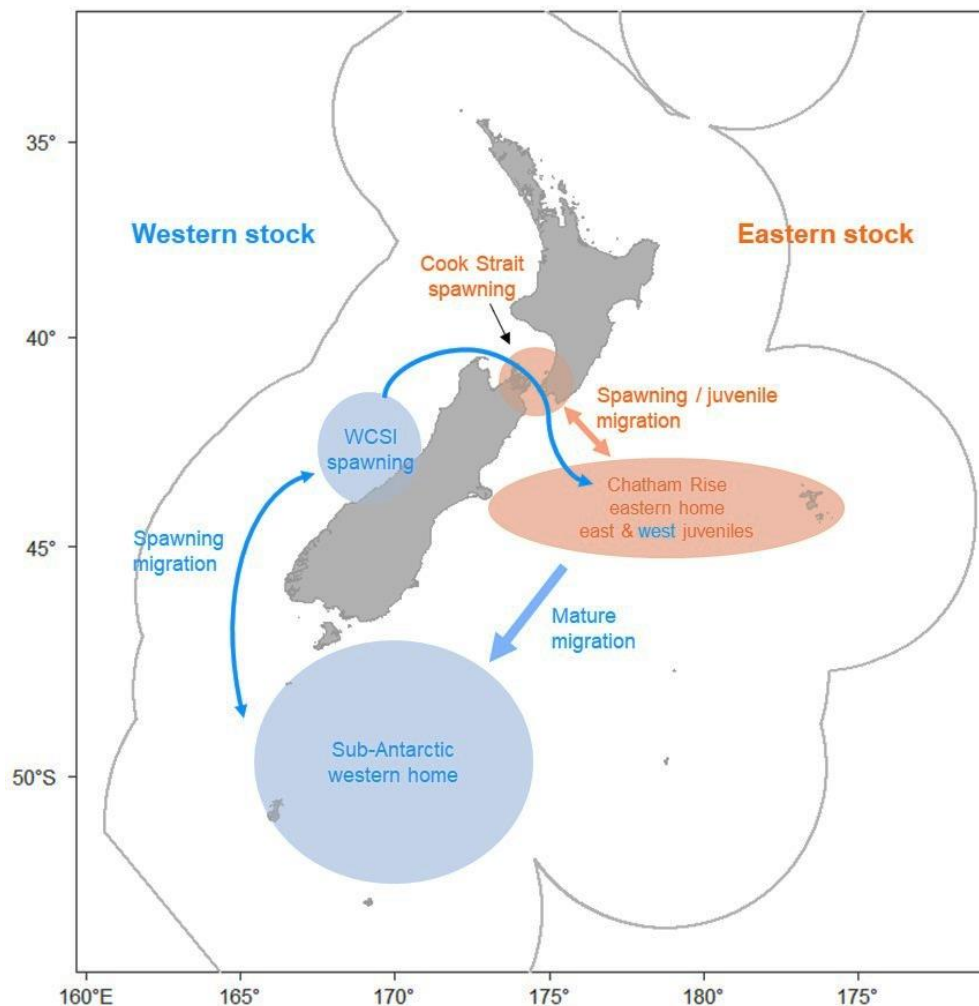 35°
Western stock
Eastern stock
Cook Strait
spawning
40°
Spawning / juvenile
migration
WCSI
spawning
Chatham Rise
eastern home
east & west juveniles
45°
Spawning
migration
Mature
migration
Sub-Antarctic
western home
50°S
160°E
165°
170°
175°
180°
175°